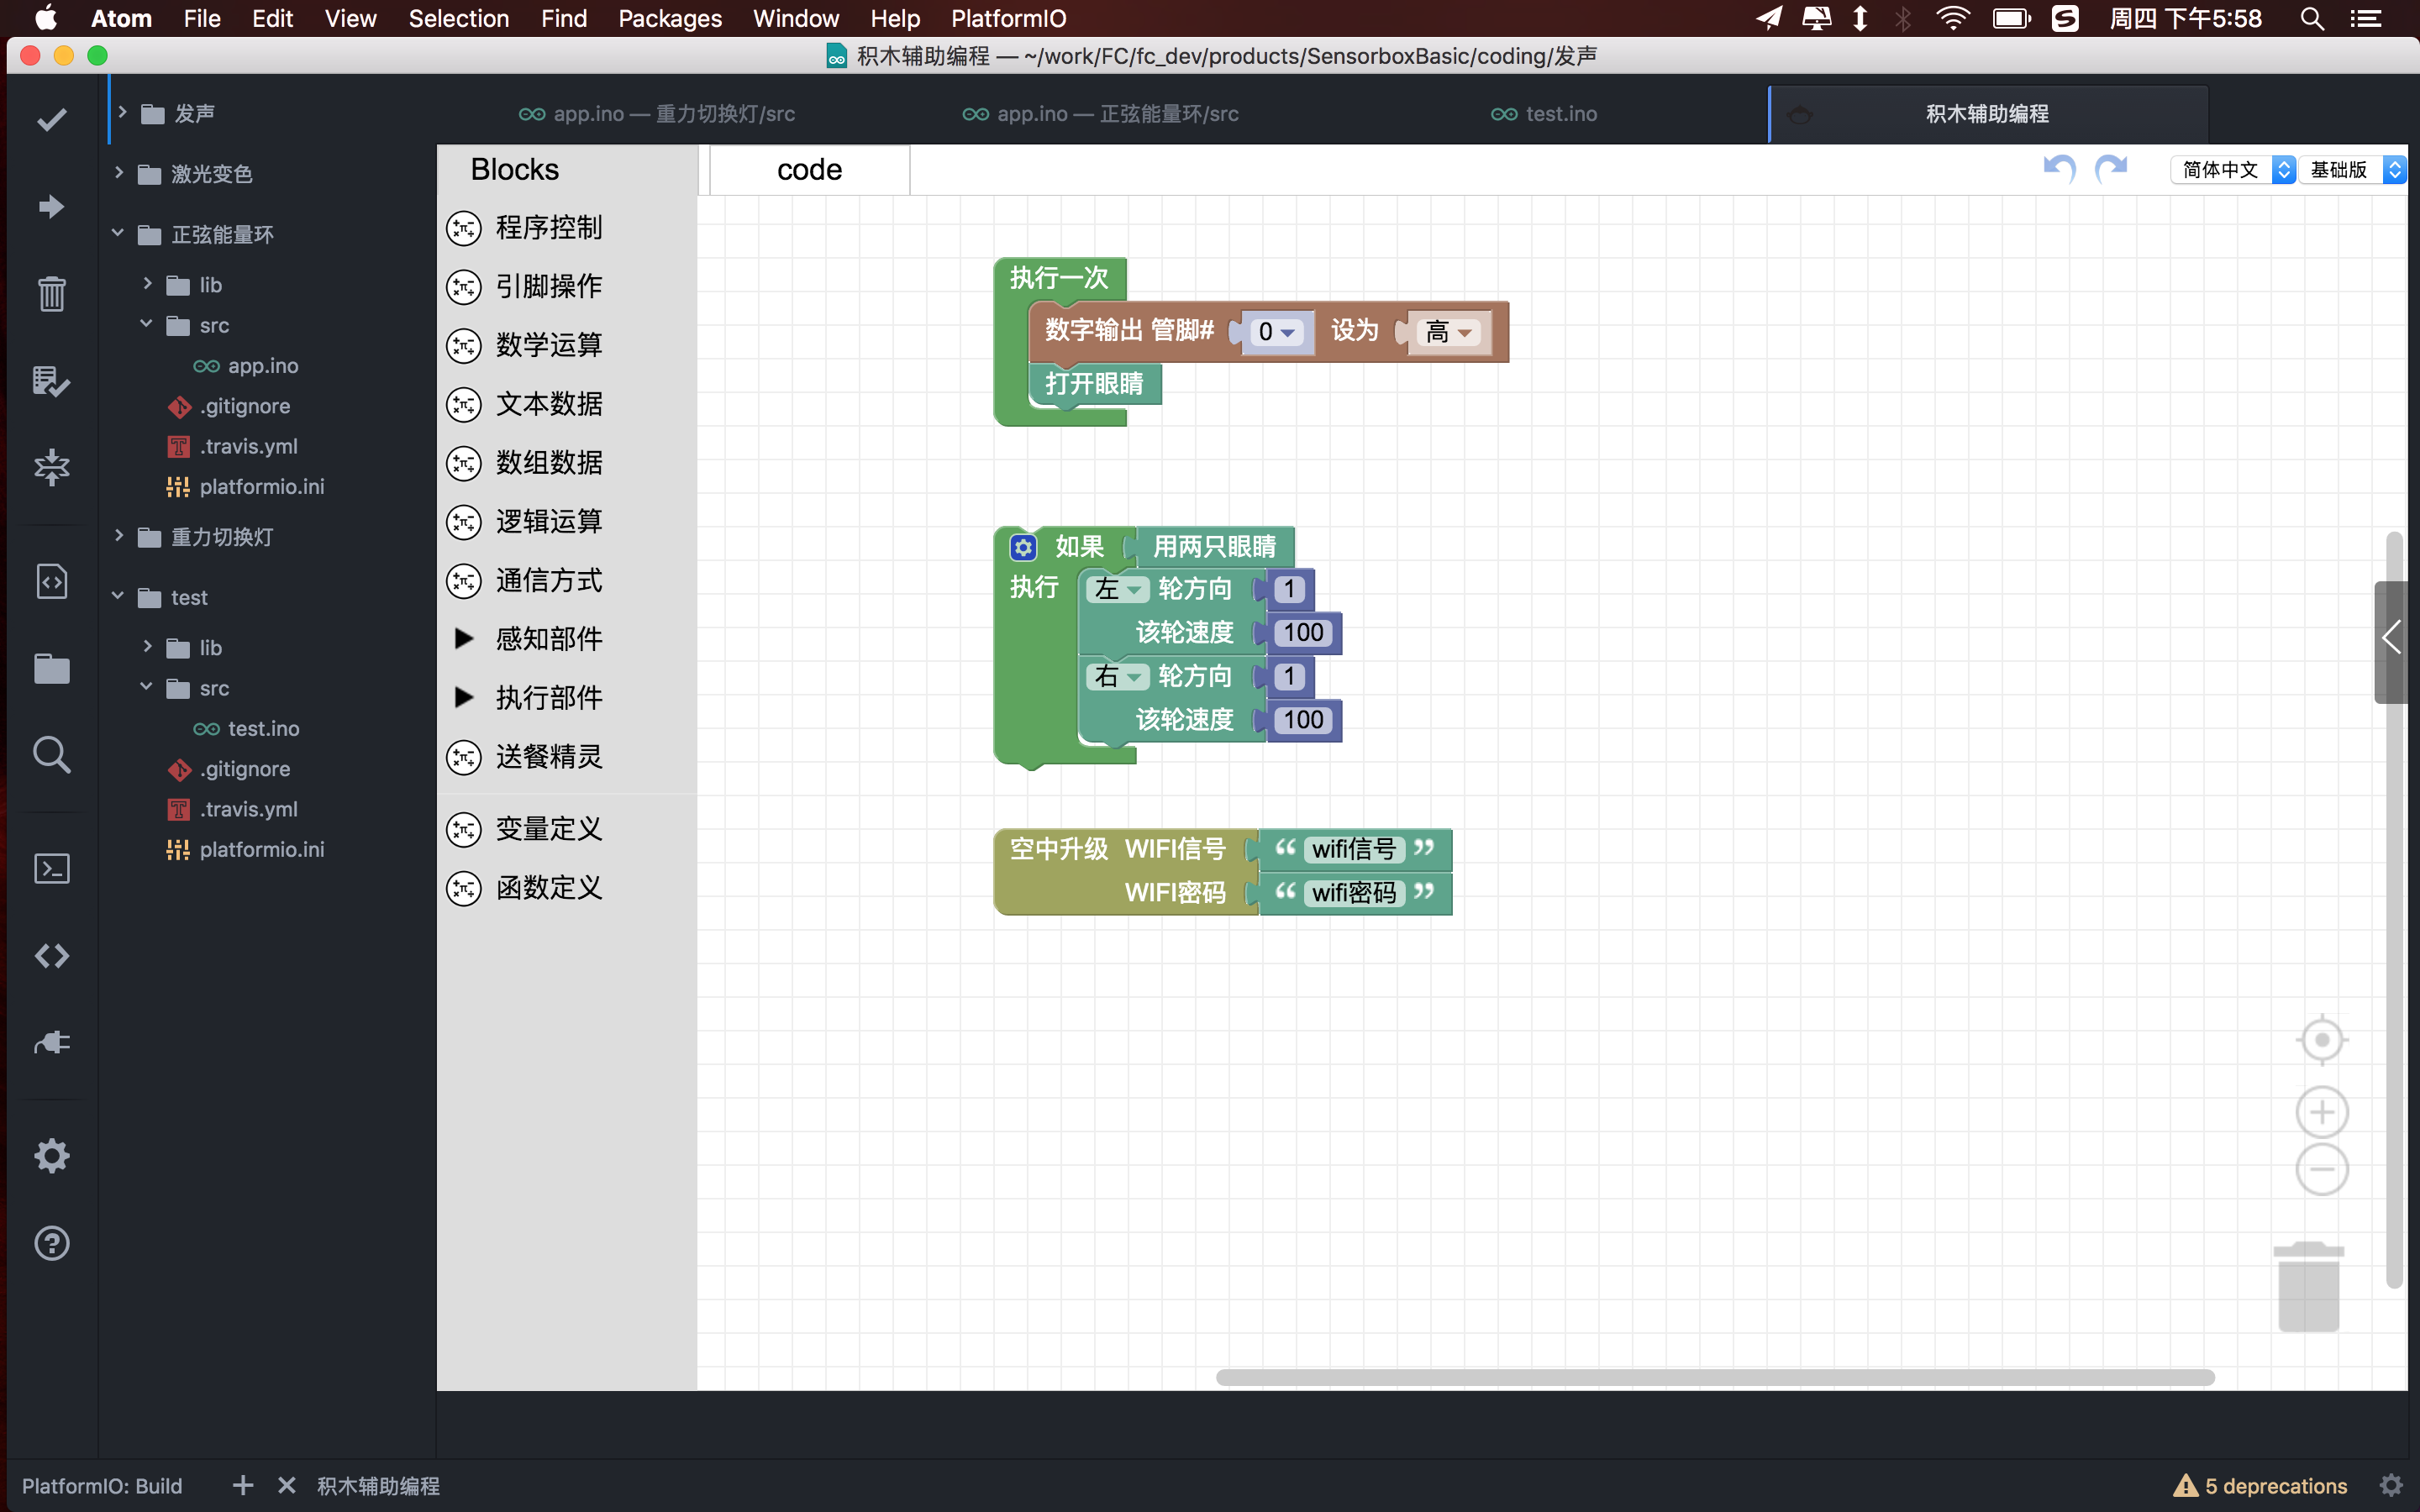 Atom File Edit View Selection Find Packages Window Help PlatformIO 周四 下午5:58
积木辅助编程 — ~/work/FC/fc_dev/products/SensorboxBasic/coding/发声
发声
激光变色
正弦能量环
lib
src
app.ino
.gitignore
.travis.yml
platformio.ini
重力切换灯
test
lib
src
test.ino
.gitignore
.travis.yml
platformio.ini
app.ino — 重力切换灯/src
app.ino — 正弦能量环/src
test.ino
积木辅助编程
Blocks
code
简体中文
基础版
程序控制
引脚操作
数学运算
文本数据
数组数据
逻辑运算
通信方式
感知部件
执行部件
送餐精灵
变量定义
函数定义
执行一次
数字输出 管脚# 0 设为 高
打开眼睛
如果 用两只眼睛
执行 左 轮方向 1
该轮速度 100
右 轮方向 1
该轮速度 100
空中升级 WIFI信号 “ wifi信号 ”
WIFI密码 “ wifi密码 ”
PlatformIO: Build
积木辅助编程
5 deprecations